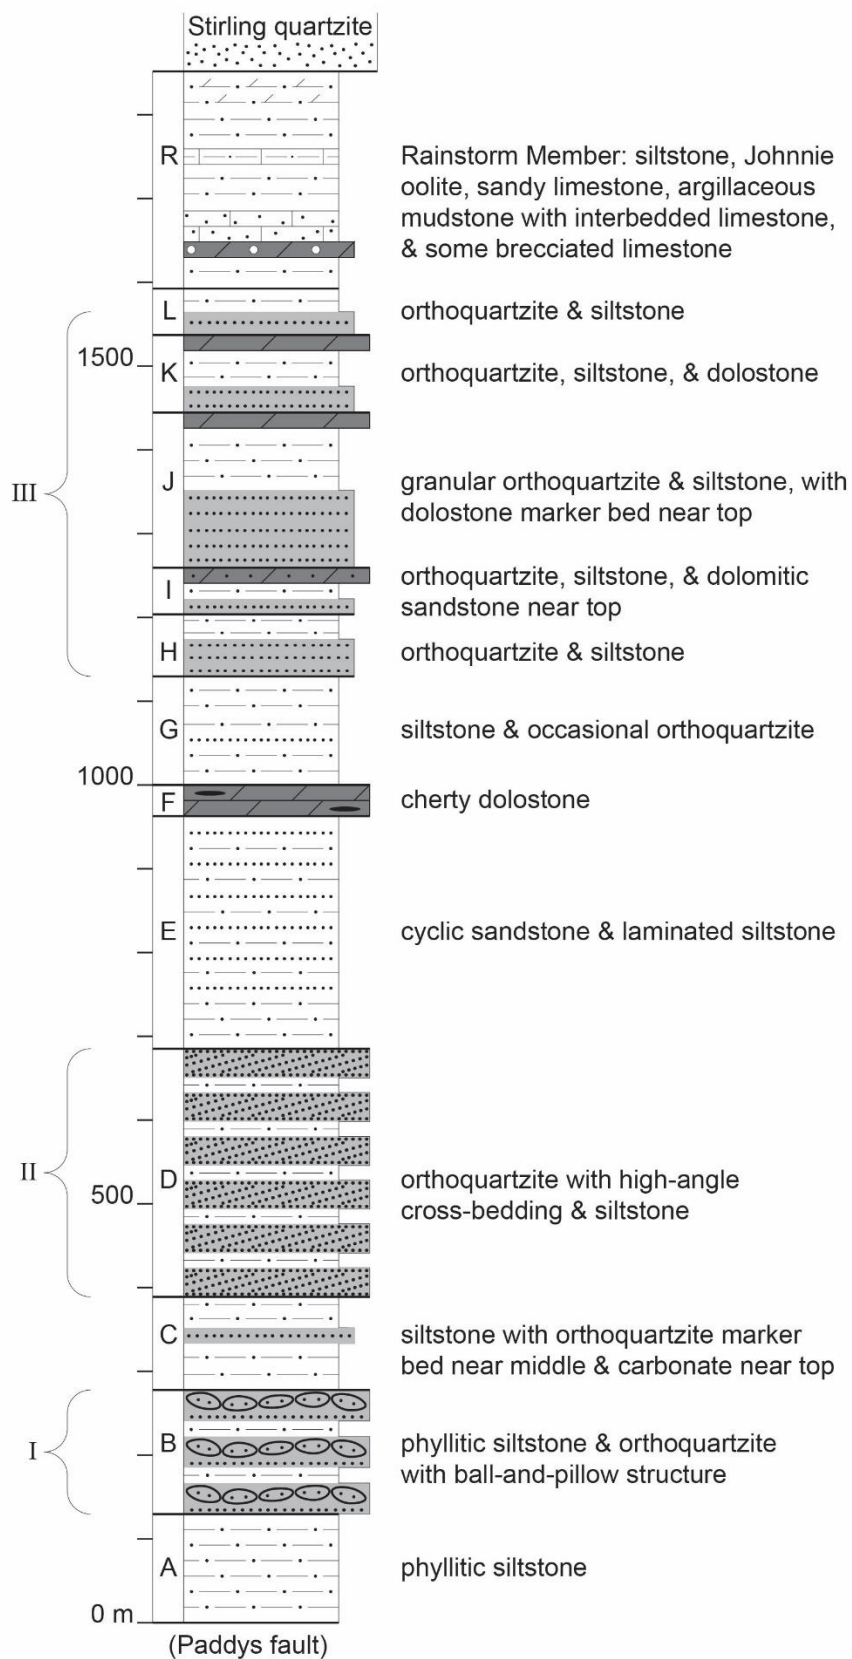 Stirling quartzite
R
Rainstorm Member: siltstone, Johnnie
oolite, sandy limestone, argillaceous
mudstone with interbedded limestone,
& some brecciated limestone
L
orthoquartzite & siltstone
1500
K
orthoquartzite, siltstone, & dolostone
III
J
granular orthoquartzite & siltstone, with
dolostone marker bed near top
I
orthoquartzite, siltstone, & dolomitic
sandstone near top
H
orthoquartzite & siltstone
G
siltstone & occasional orthoquartzite
1000
F
cherty dolostone
E
cyclic sandstone & laminated siltstone
II
D
500
orthoquartzite with high-angle
cross-bedding & siltstone
C
siltstone with orthoquartzite marker
bed near middle & carbonate near top
I
B
phyllitic siltstone & orthoquartzite
with ball-and-pillow structure
A
phyllitic siltstone
0 m
(Paddys fault)